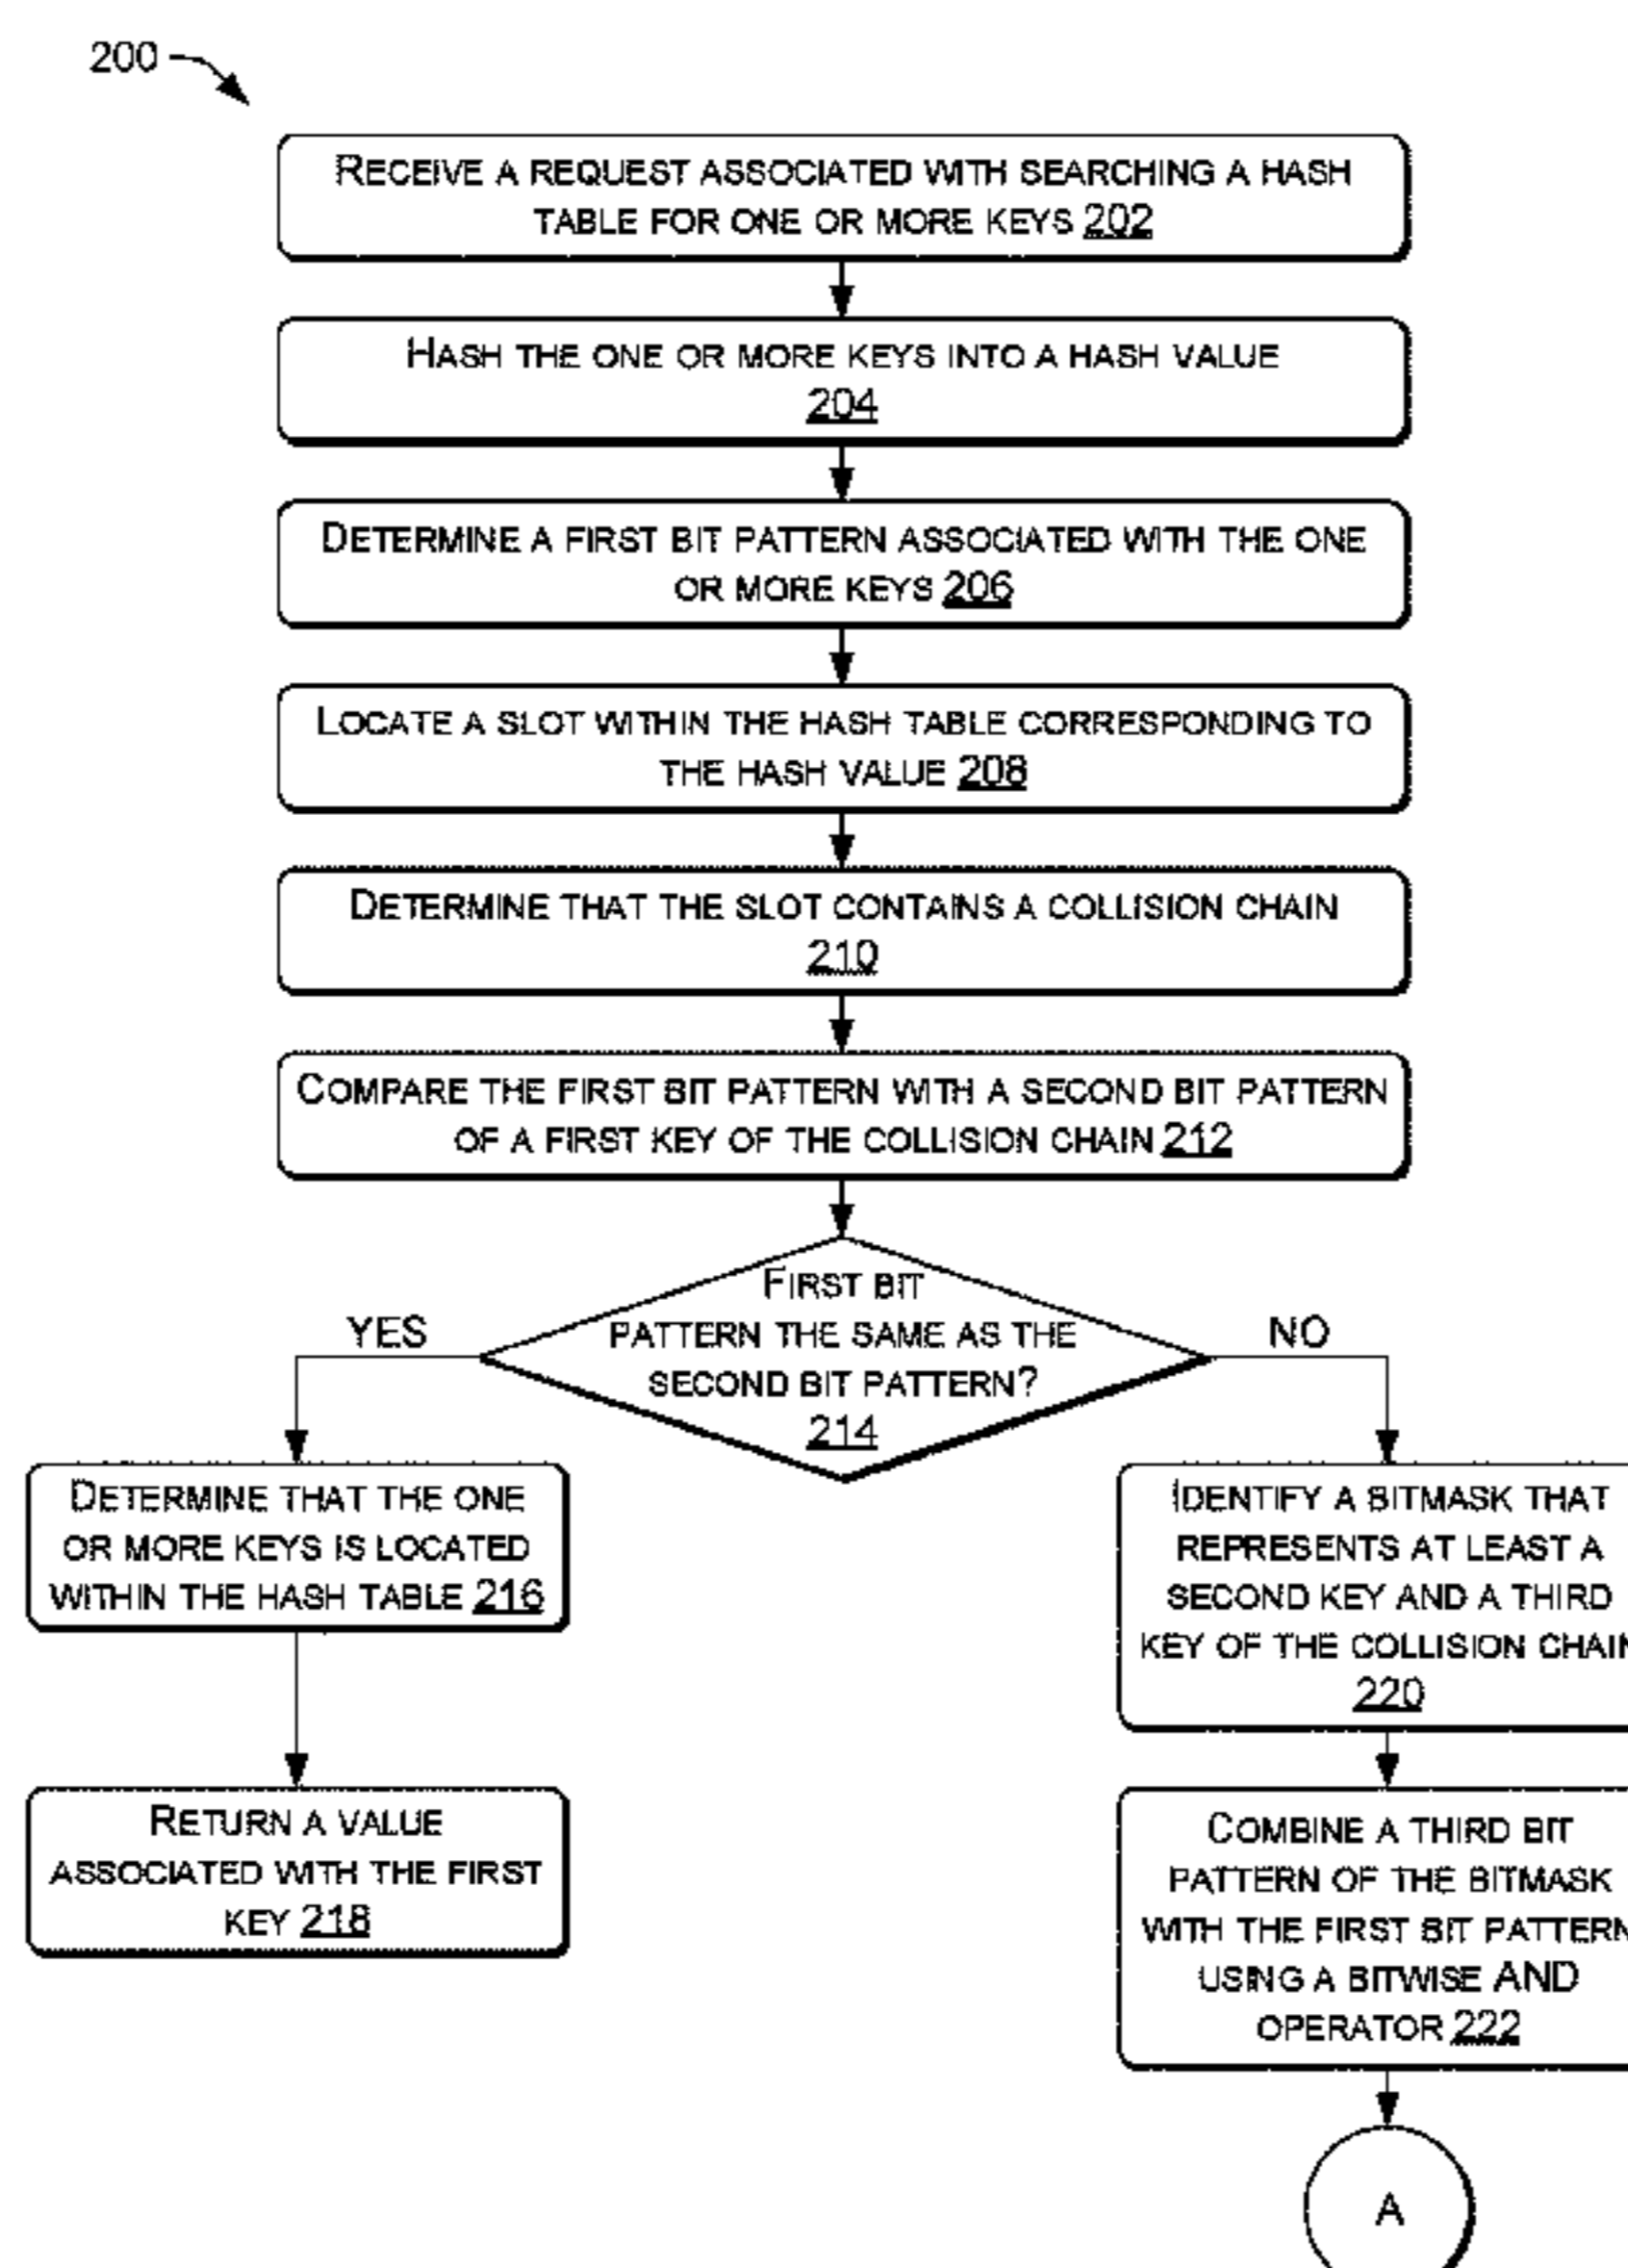 200
RECEIVE A REQUEST ASSOCIATED WITH SEARCHING A HASH
TABLE FOR ONE OR MORE KEYS 202
HASH THE ONE OR MORE KEYS INTO A HASH VALUE
204
DETERMINE A FIRST BIT PATTERN ASSOCIATED WITH THE ONE
OR MORE KEYS 206
LOCATE A SLOT WITHIN THE HASH TABLE CORRESPONDING TO
THE HASH VALUE 208
DETERMINE THAT THE SLOT CONTAINS A COLLISION CHAIN
210
COMPARE THE FIRST BIT PATTERN WITH A SECOND BIT PATTERN
OF A FIRST KEY OF THE COLLISION CHAIN 212
FIRST BIT
PATTERN THE SAME AS THE
SECOND BIT PATTERN?
214
YES
NO
DETERMINE THAT THE ONE
OR MORE KEYS IS LOCATED
WITHIN THE HASH TABLE 216
RETURN A VALUE
ASSOCIATED WITH THE FIRST
KEY 218
IDENTIFY A BITMASK THAT
REPRESENTS AT LEAST A
SECOND KEY AND A THIRD
KEY OF THE COLLISION CHAIN
220
COMBINE A THIRD BIT
PATTERN OF THE BITMASK
WITH THE FIRST BIT PATTERN
USING A BITWISE AND
OPERATOR 222
A